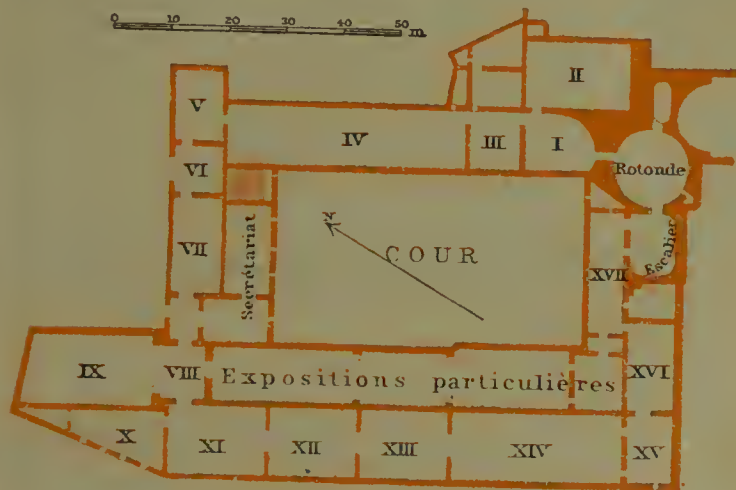 0 10 20 30 40 50 m
II
V
IV
III
I
VI
Rotonde
VII
Secrétariat
COUR
XVII
Escalier
IX
VIII
Expositions particulières
XVI
X
XI
XII
XIII
XIV
XV